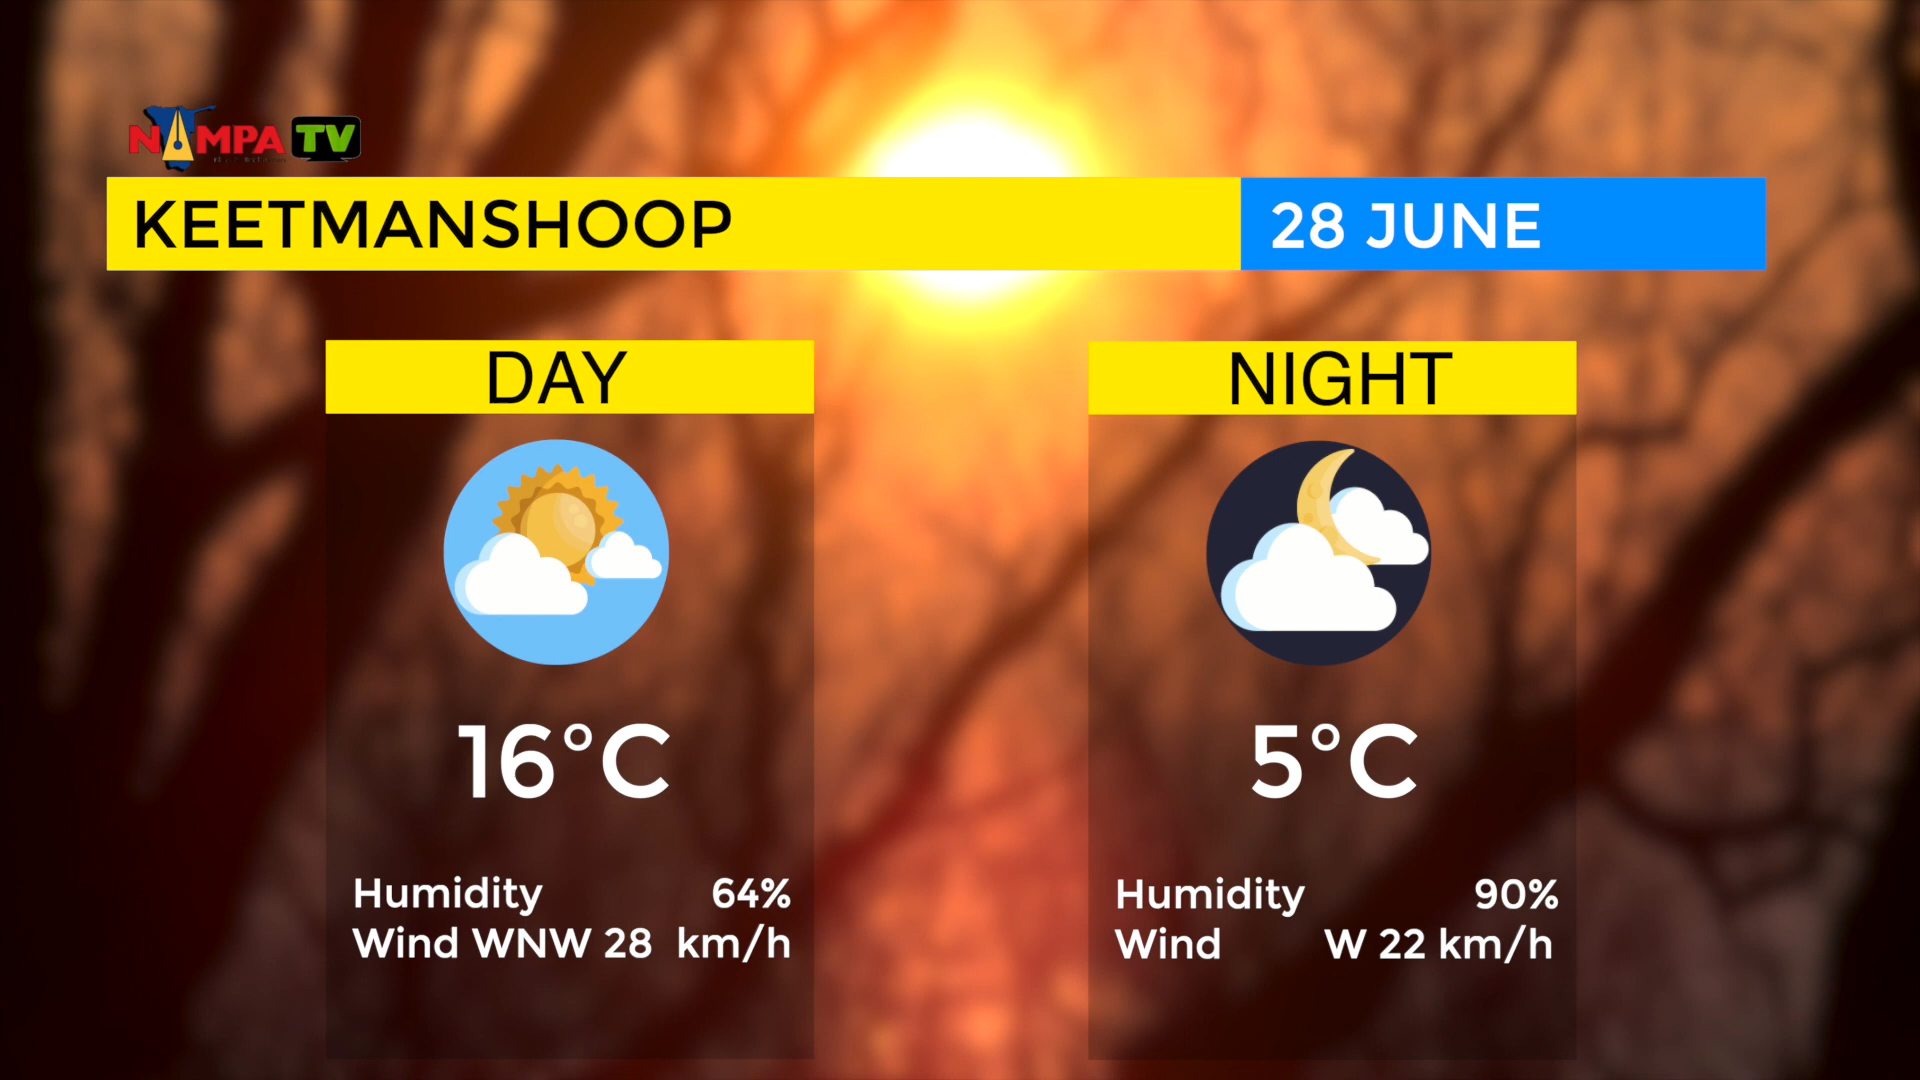 NAMPA TV
KEETMANSHOOP
28 JUNE
DAY
NIGHT
16°C
5°C
Humidity 64%
Wind WNW 28 km/h
Humidity 90%
Wind W 22 km/h